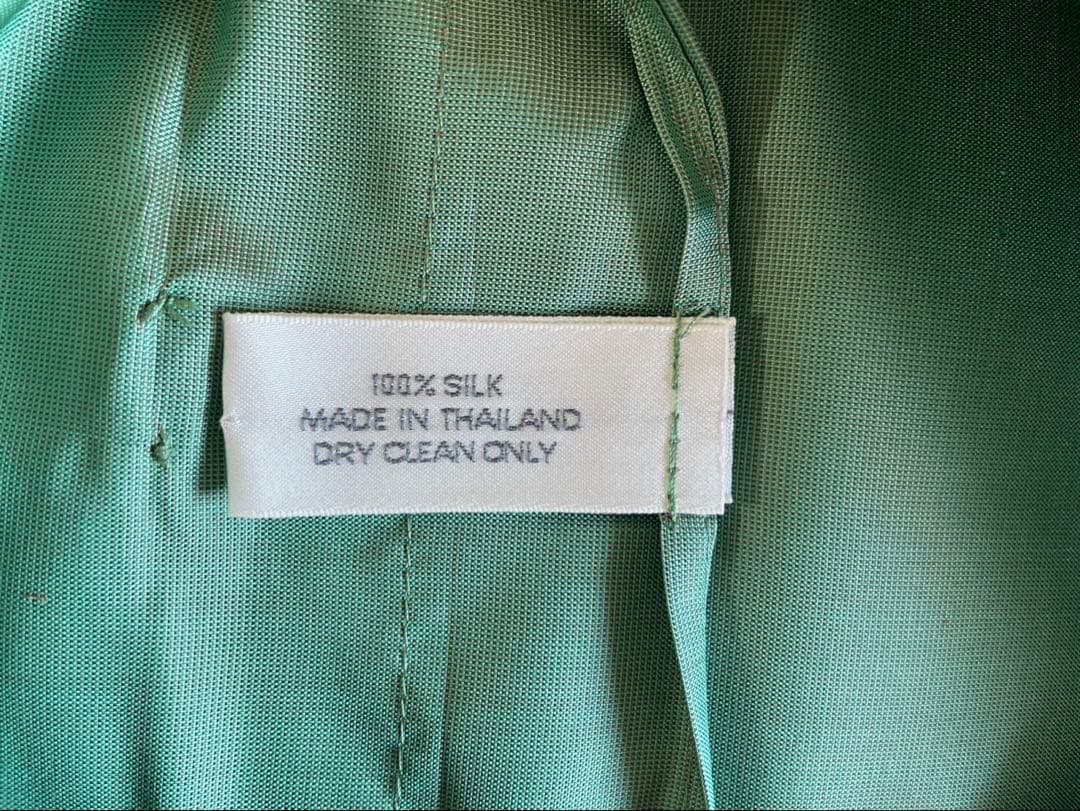 100% SILK
MADE IN THAILAND
DRY CLEAN ONLY